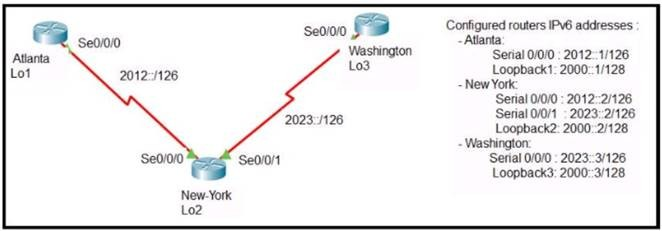 Se0/0/0
Atlanta
Lo1
2012::/126
Se0/0/0
Washington
Lo3
2023::/126
Se0/0/0
Se0/0/1
New-York
Lo2
Configured routers IPv6 addresses :
- Atlanta:
Serial 0/0/0 : 2012::1/126
Loopback1: 2000::1/128
- New York:
Serial 0/0/0 : 2012::2/126
Serial 0/0/1 : 2023::2/126
Loopback2: 2000::2/128
- Washington:
Serial 0/0/0 : 2023::3/126
Loopback3: 2000::3/128